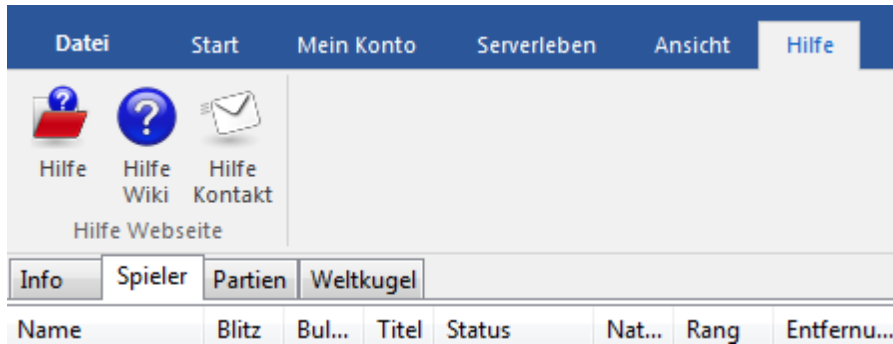 Datei Start Mein Konto Serverleben Ansicht Hilfe
Hilfe Hilfe Hilfe
Wiki Kontakt
Hilfe Webseite
Info Spieler Partien Weltkugel
Name Blitz Bul... Titel Status Nat... Rang Entfernu...